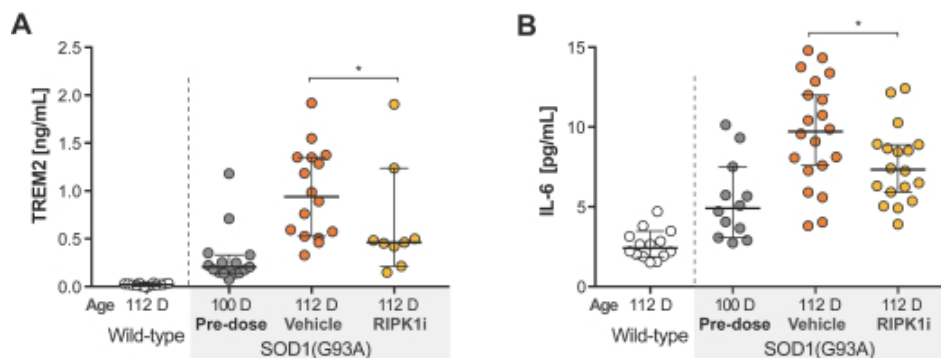 A
TREM2 [ng/mL]
2.5
2.0
1.5
1.0
0.5
0.0
*
Age 112 D 100 D 112 D 112 D
Wild-type Pre-dose Vehicle RIPK1i
SOD1(G93A)
B
IL-6 [pg/mL]
15
10
5
0
*
Age 112 D 100 D 112 D 112 D
Wild-type Pre-dose Vehicle RIPK1i
SOD1(G93A)